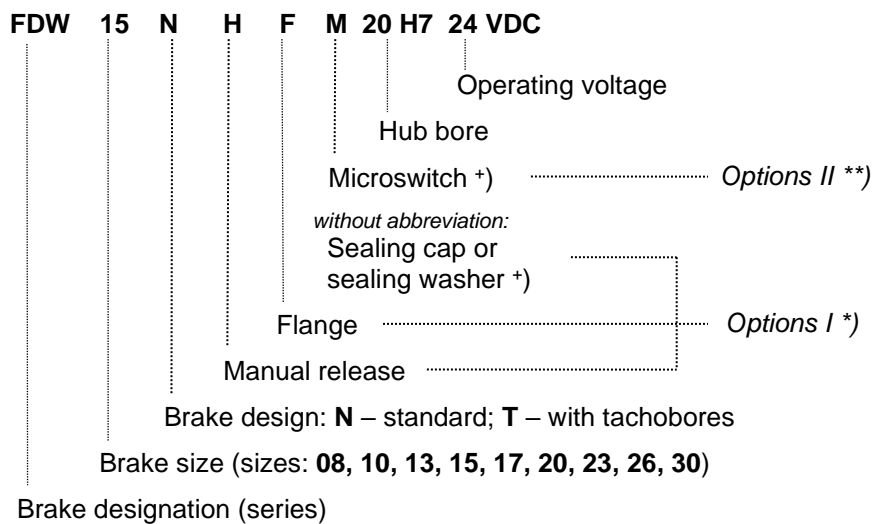 FDW 15 N H F M 20 H7 24 VDC
Operating voltage
Hub bore
Microswitch +) Options II **)
without abbreviation:
Sealing cap or
sealing washer +)
Flange Options I *)
Manual release
Brake design: N – standard; T – with tachobores
Brake size (sizes: 08, 10, 13, 15, 17, 20, 23, 26, 30)
Brake designation (series)